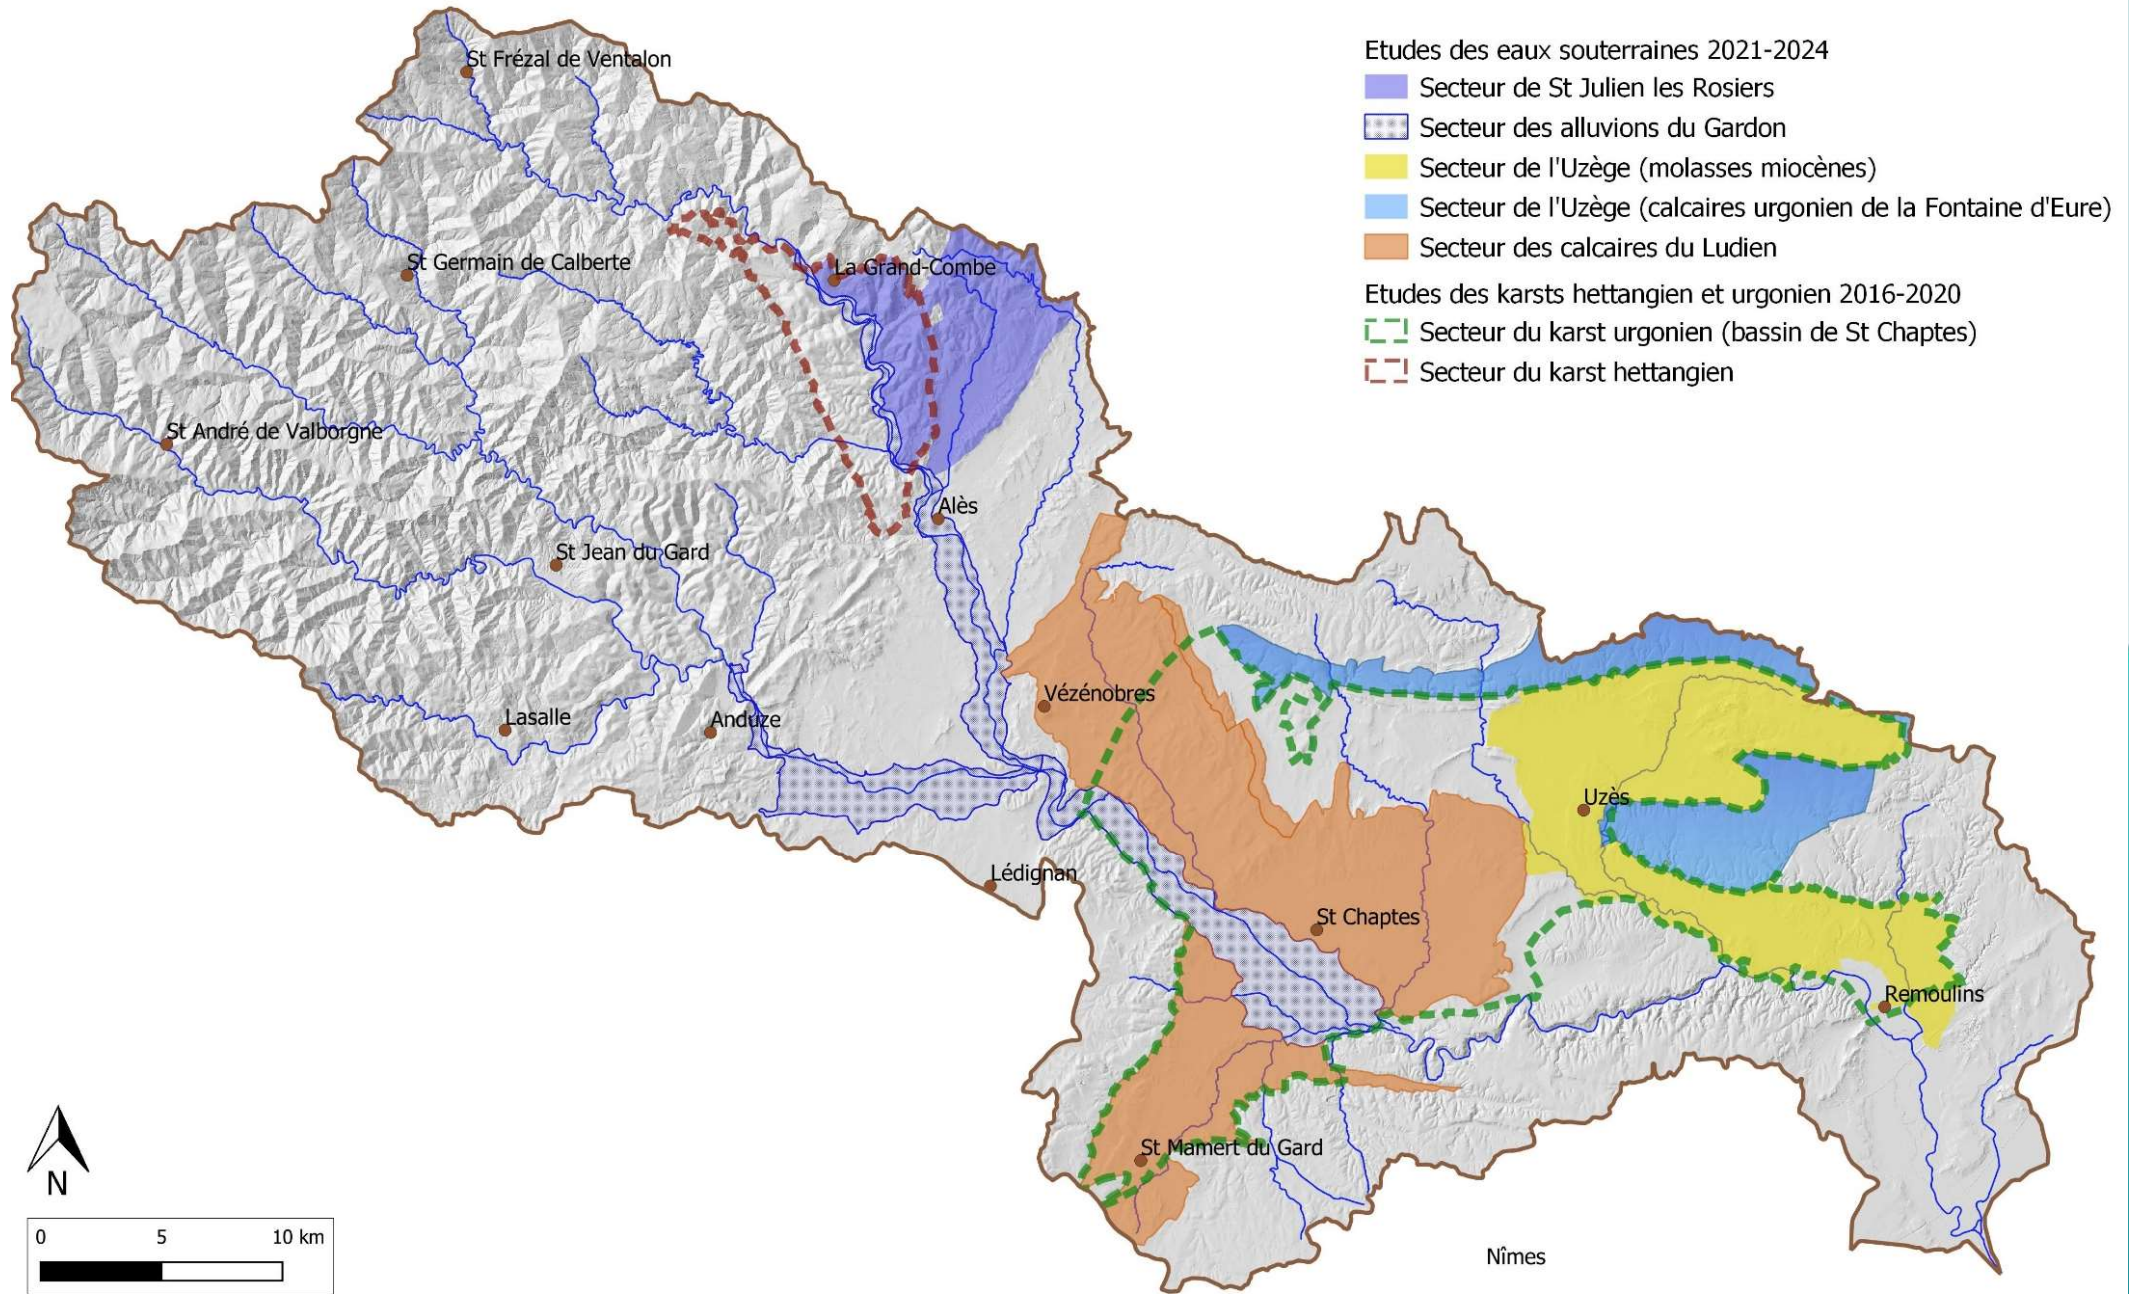 Etudes des eaux souterraines 2021-2024
Secteur de St Julien les Rosiers
Secteur des alluvions du Gardon
Secteur de l'Uzège (molasses miocènes)
Secteur de l'Uzège (calcaires urgonien de la Fontaine d'Eure)
Secteur des calcaires du Ludien
Etudes des karsts hettangien et urgonien 2016-2020
Secteur du karst urgonien (bassin de St Chaptes)
Secteur du karst hettangien
St Frézal de Ventalon
St Germain de Calberte
La Grand-Combe
St André de Valborgne
Alès
St Jean du Gard
Vézénobres
Lasalle
Anduze
Uzès
Lédignan
St Chaptes
Remoulins
St Mamert du Gard
Nîmes
N
0 5 10 km